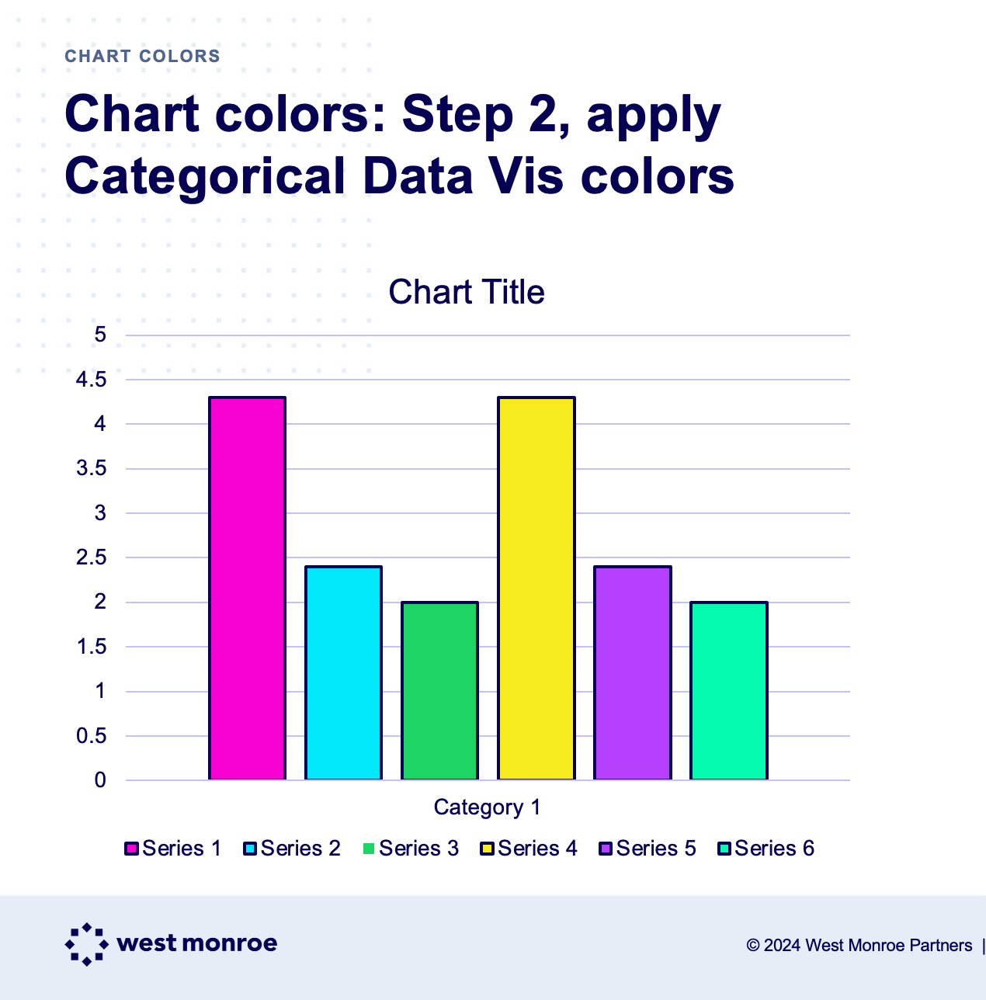 CHART COLORS
Chart colors: Step 2, apply
Categorical Data Vis colors
Chart Title
5
4.5
4
3.5
3
2.5
2
1.5
1
0.5
0
Category 1
Series 1 Series 2 Series 3 Series 4 Series 5 Series 6
west monroe
© 2024 West Monroe Partners |